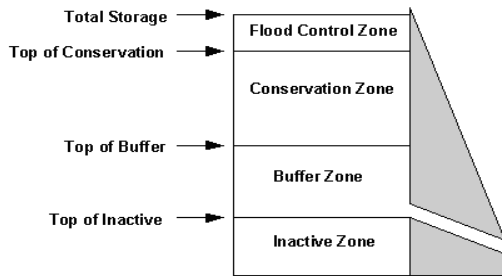 Total Storage
Flood Control Zone
Top of Conservation
Conservation Zone
Top of Buffer
Buffer Zone
Top of Inactive
Inactive Zone